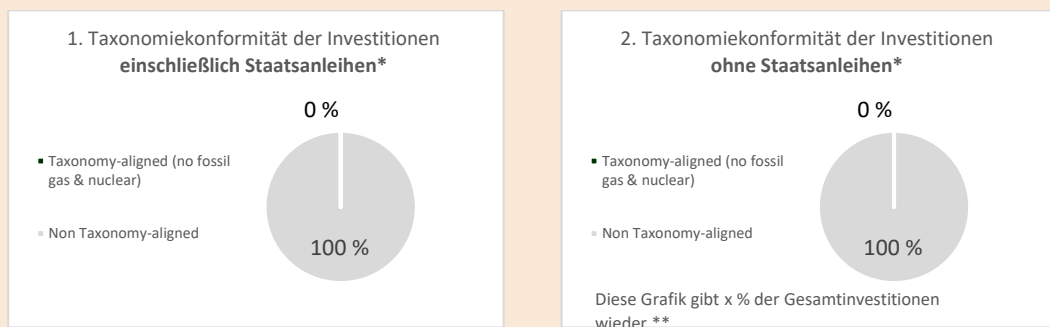 1. Taxonomiekonformität der Investitionen
einschließlich Staatsanleihen*
0 %
Taxonomy-aligned (no fossil
gas & nuclear)
Non Taxonomy-aligned
100 %
2. Taxonomiekonformität der Investitionen
ohne Staatsanleihen*
0 %
Taxonomy-aligned (no fossil
gas & nuclear)
Non Taxonomy-aligned
100 %
Diese Grafik gibt x % der Gesamtinvestitionen
wieder **